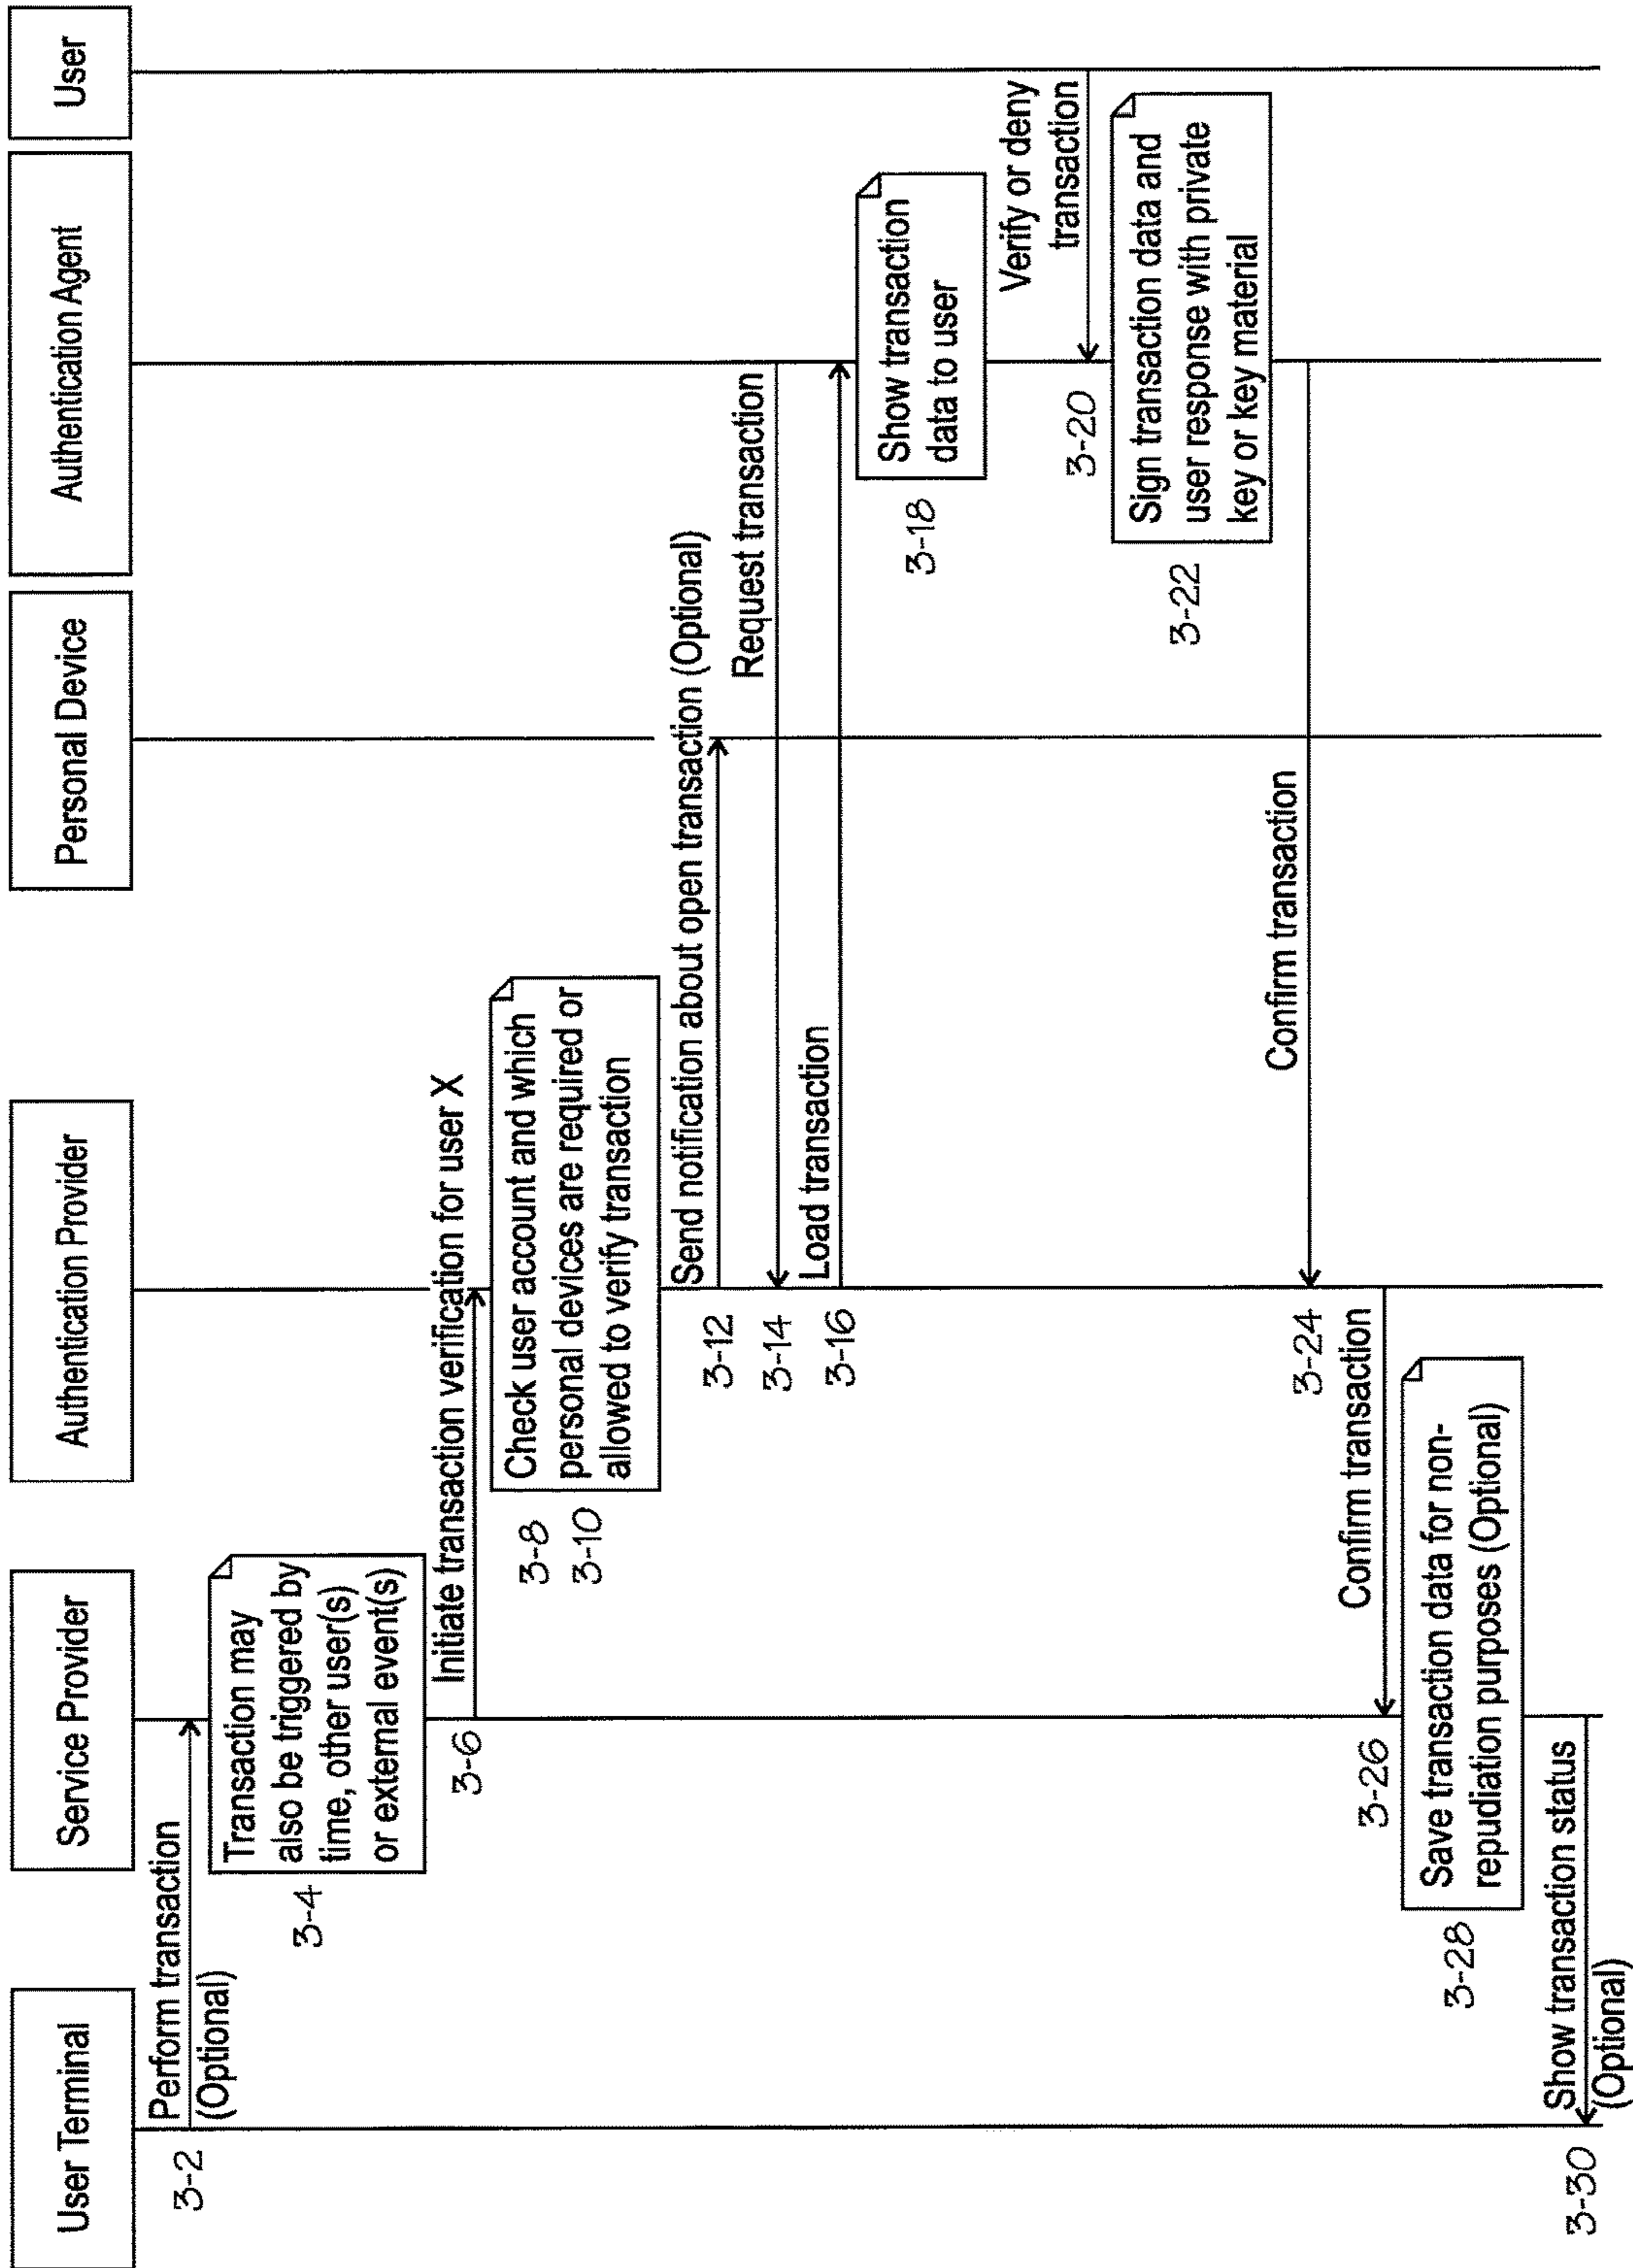 User Terminal
Service Provider
Authentication Provider
Personal Device
Authentication Agent
User
Perform transaction
(Optional)
3-2
Transaction may
also be triggered by
time, other user(s)
or external event(s)
3-4
Initiate transaction verification for user X
3-6
Check user account and which
personal devices are required or
allowed to verify transaction
3-8
3-10
Send notification about open transaction (Optional)
3-12
Request transaction
3-14
Load transaction
3-16
Show transaction
data to user
3-18
Verify or deny
transaction
3-20
Sign transaction data and
user response with private
key or key material
3-22
Confirm transaction
3-24
Confirm transaction
3-26
Save transaction data for non-
repudiation purposes (Optional)
3-28
Show transaction status
(Optional)
3-30